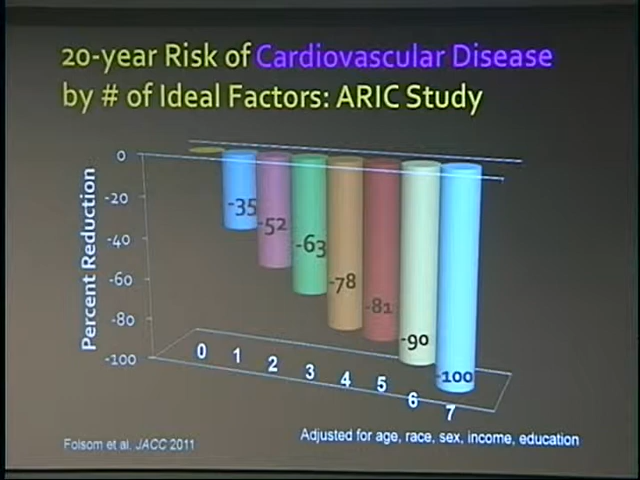 20-year Risk of Cardiovascular Disease
by # of Ideal Factors: ARIC Study
Percent Reduction
0
-20
-40
-60
-80
-100
-35
-52
-63
-78
-81
-90
-100
0 1 2 3 4 5 6 7
Folsom et al. JACC 2011
Adjusted for age, race, sex, income, education